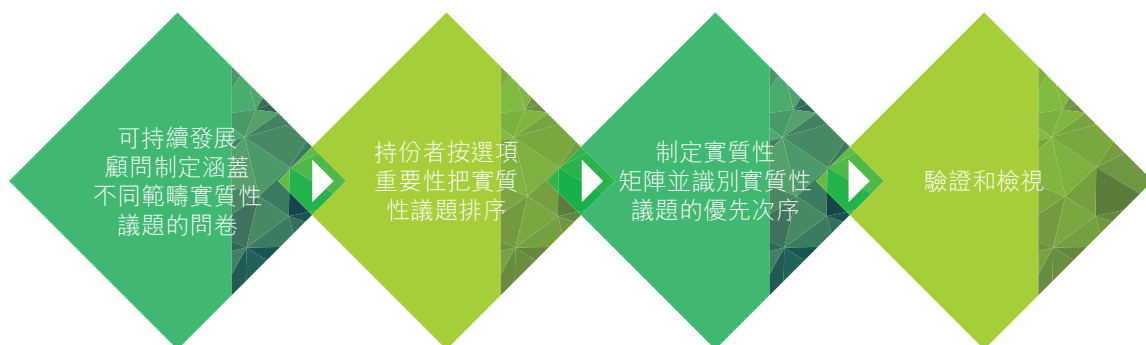 可持續發展
顧問制定涵蓋
不同範疇實質性
議題的問卷
持份者按選項
重要性把實質
性議題排序
制定實質性
矩陣並識別實質性
議題的優先次序
驗證和檢視